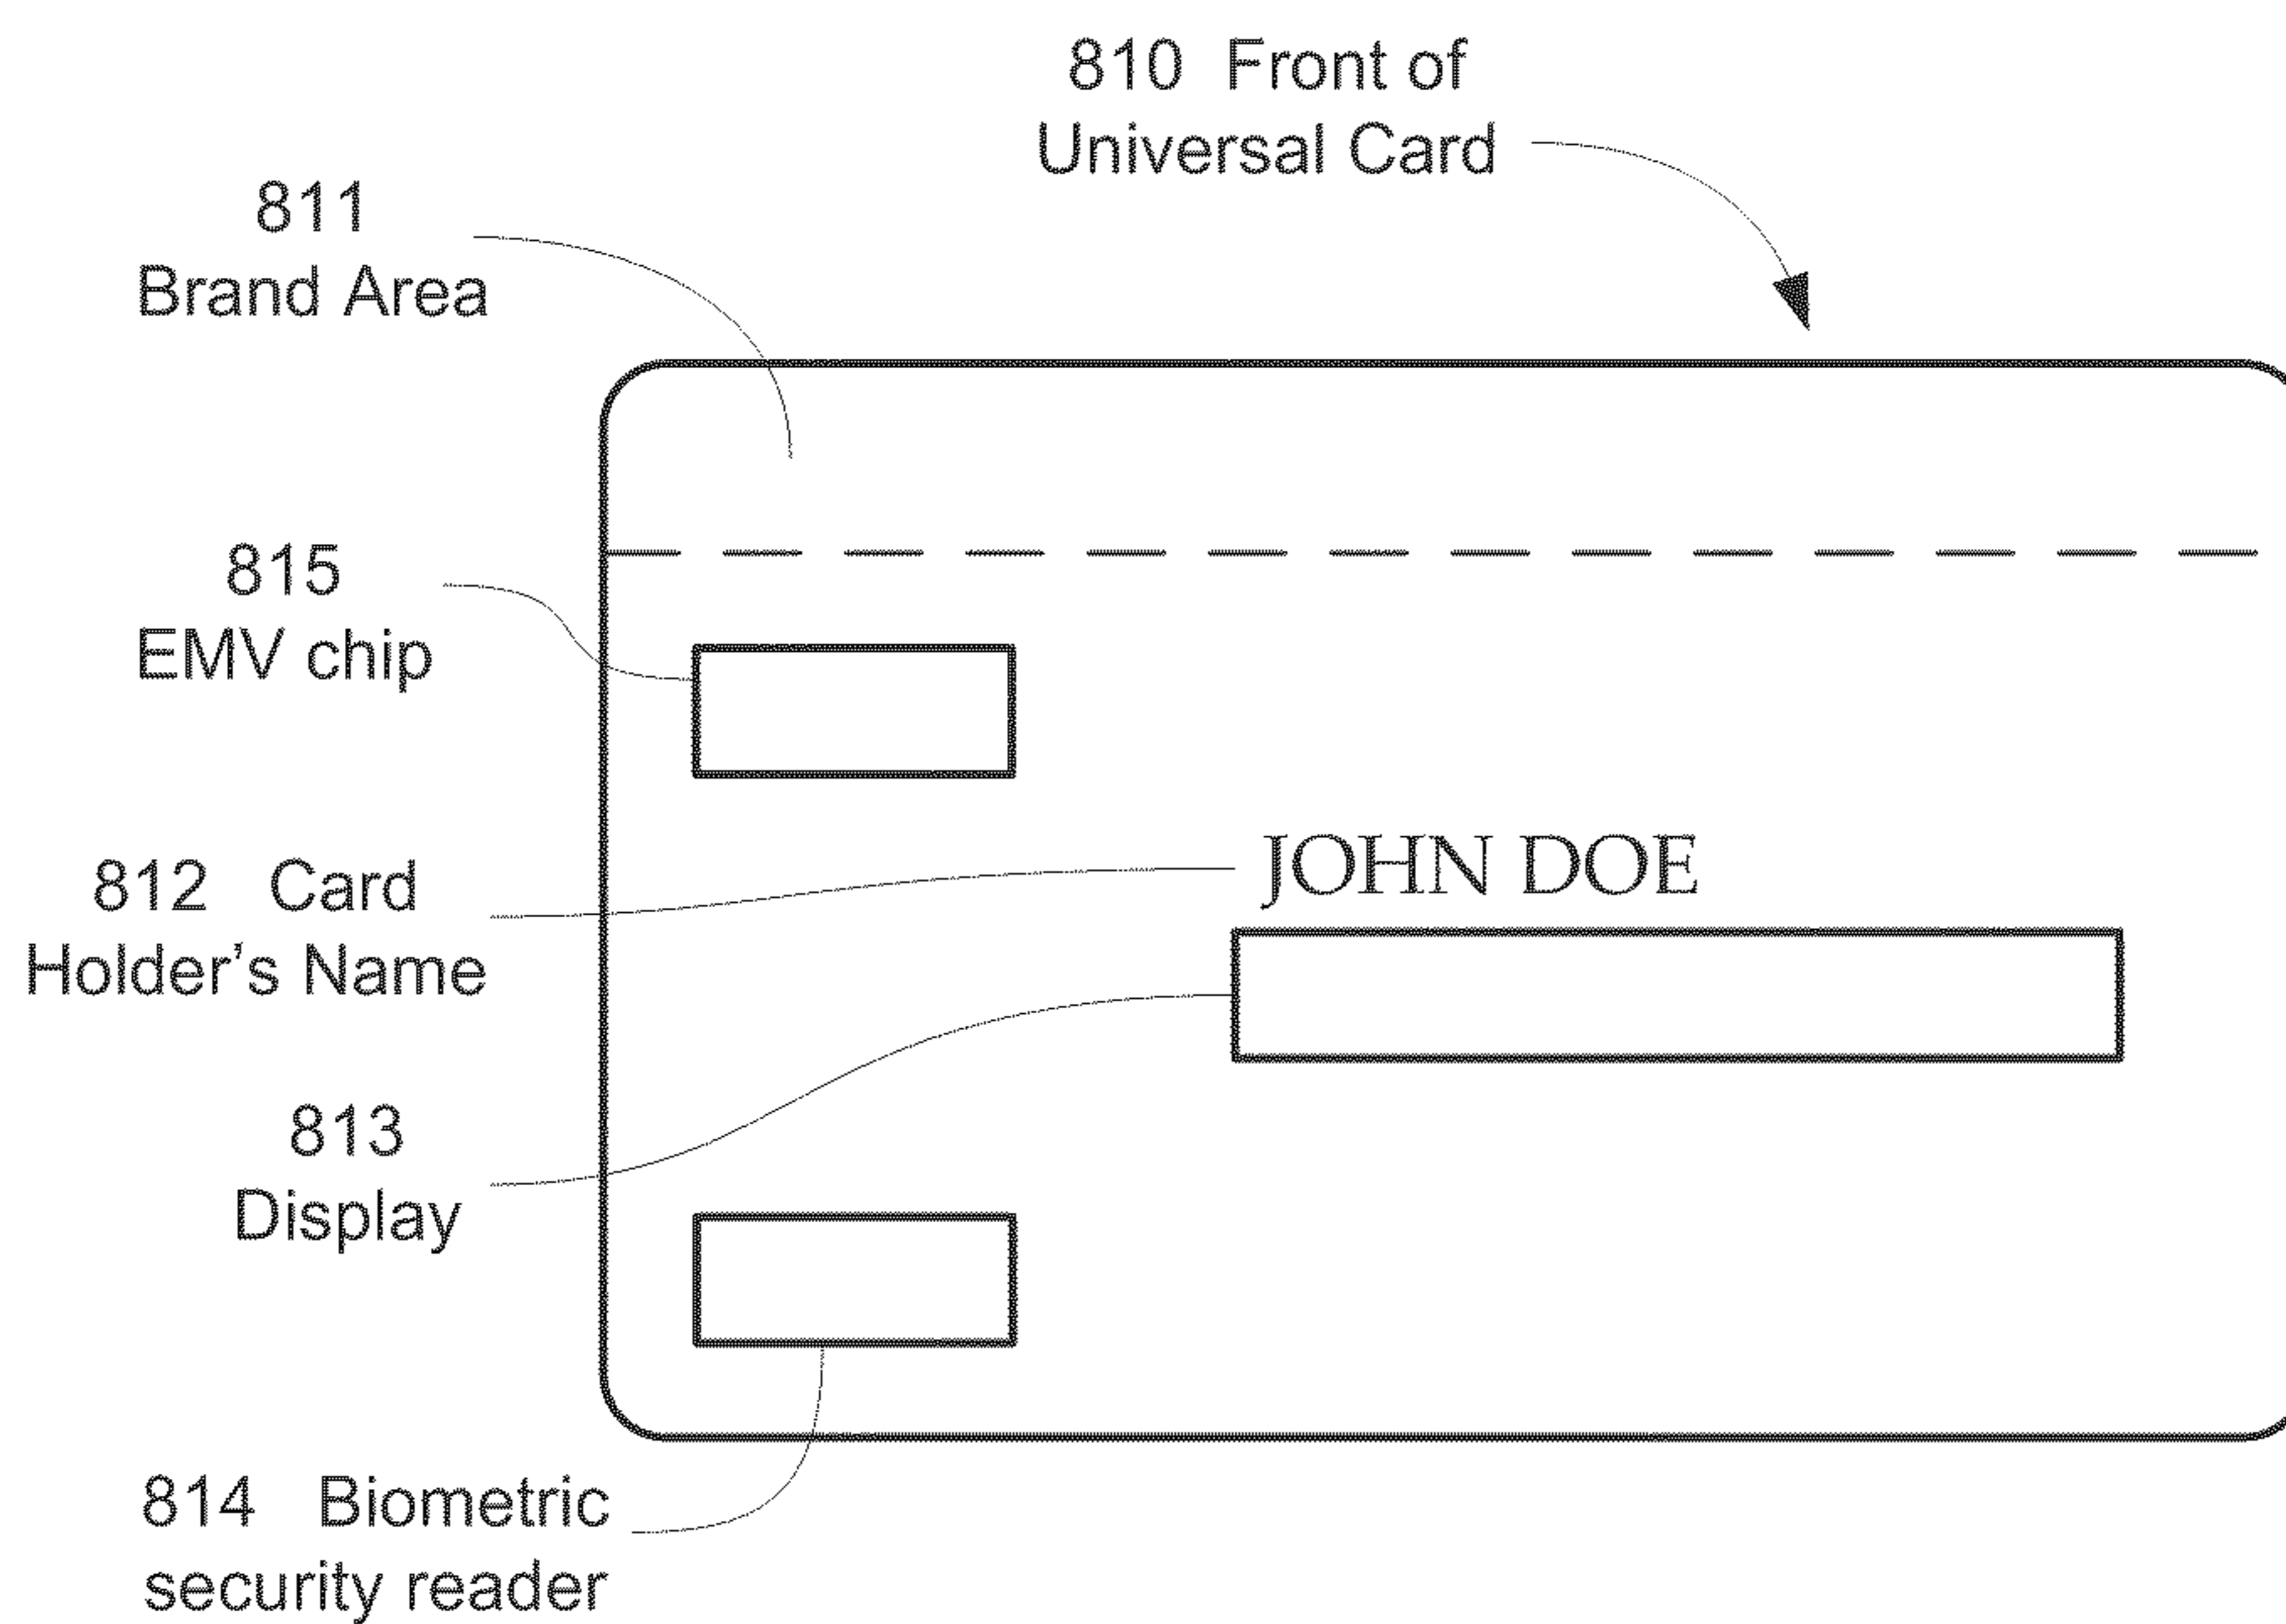 810 Front of
Universal Card
811
Brand Area
815
EMV chip
JOHN DOE
812 Card
Holder's Name
813
Display
814 Biometric
security reader